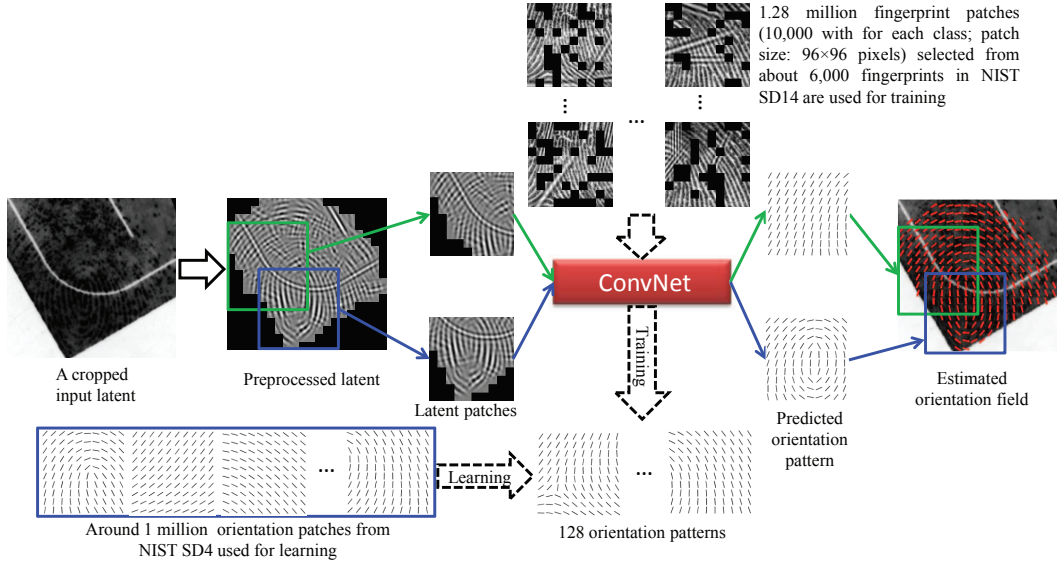 1.28 million fingerprint patches
(10,000 with for each class; patch
size: 96×96 pixels) selected from
about 6,000 fingerprints in NIST
SD14 are used for training
...
...
...
ConvNet
Training
A cropped
input latent
Preprocessed latent
Latent patches
Predicted
orientation
pattern
Estimated
orientation field
...
Learning
...
Around 1 million orientation patches from
NIST SD4 used for learning
128 orientation patterns